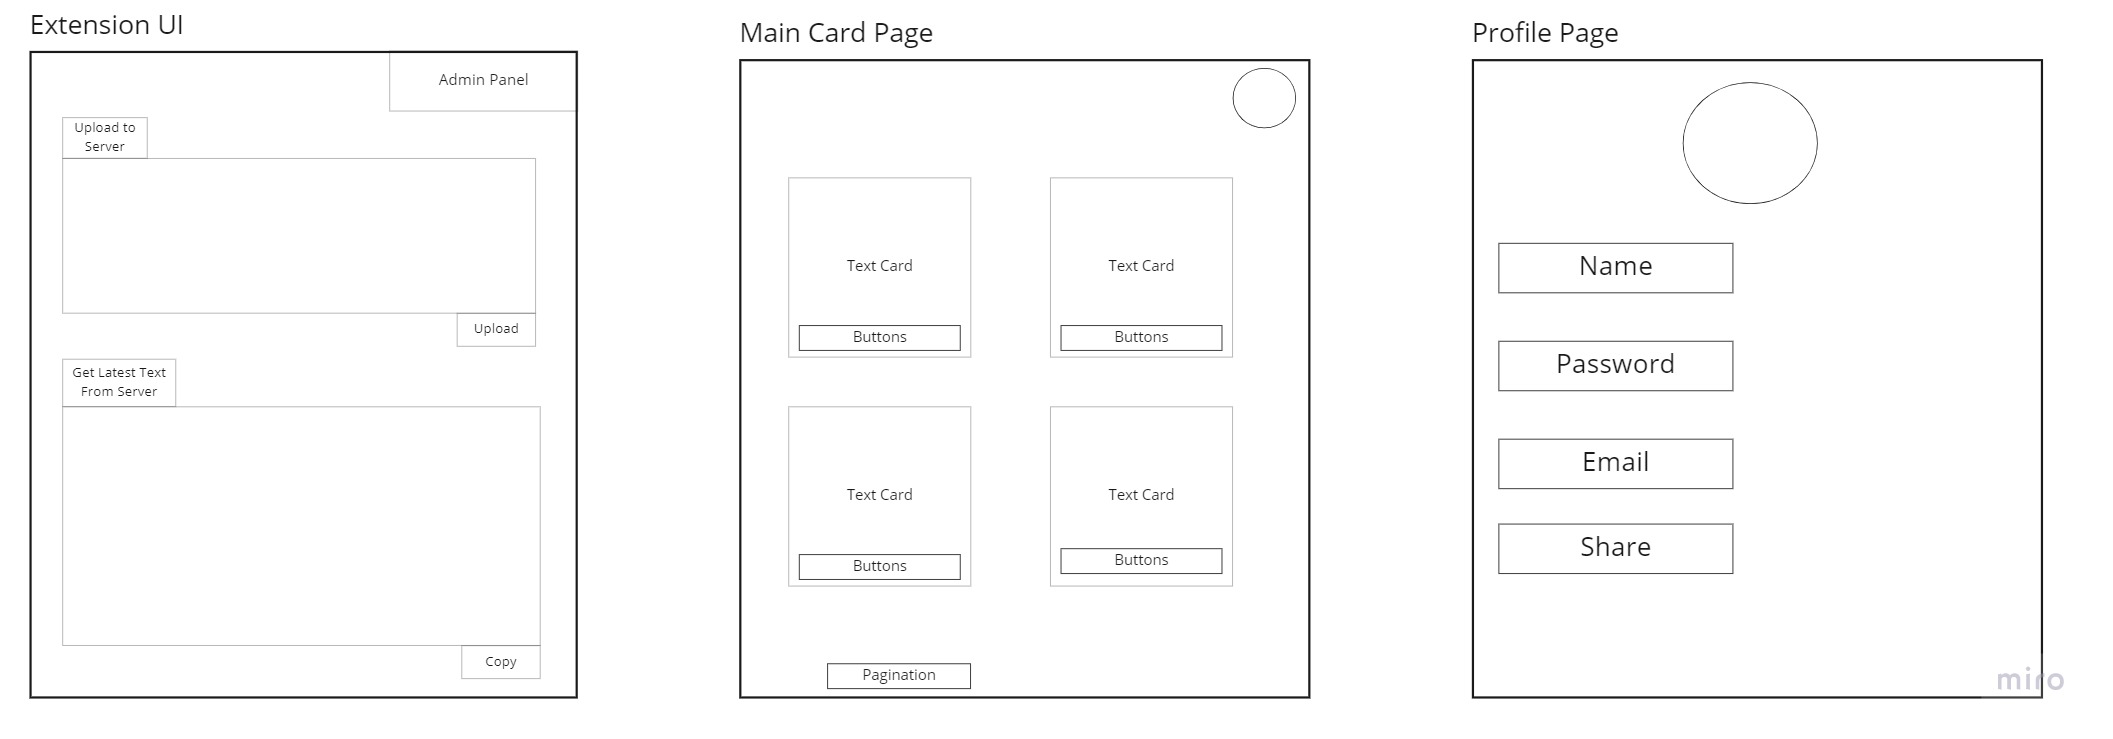 Extension UI
Admin Panel
Upload to
Server
Upload
Get Latest Text
From Server
Copy
Main Card Page
Text Card
Buttons
Text Card
Buttons
Text Card
Buttons
Text Card
Buttons
Pagination
Profile Page
Name
Password
Email
Share
miro